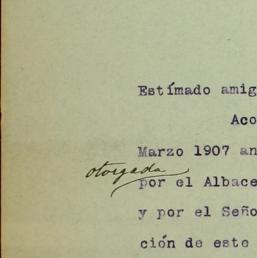 Estímado amig
Aco
Marzo 1907 an
otorgada
por el Albace
y por el Seño
ción de este